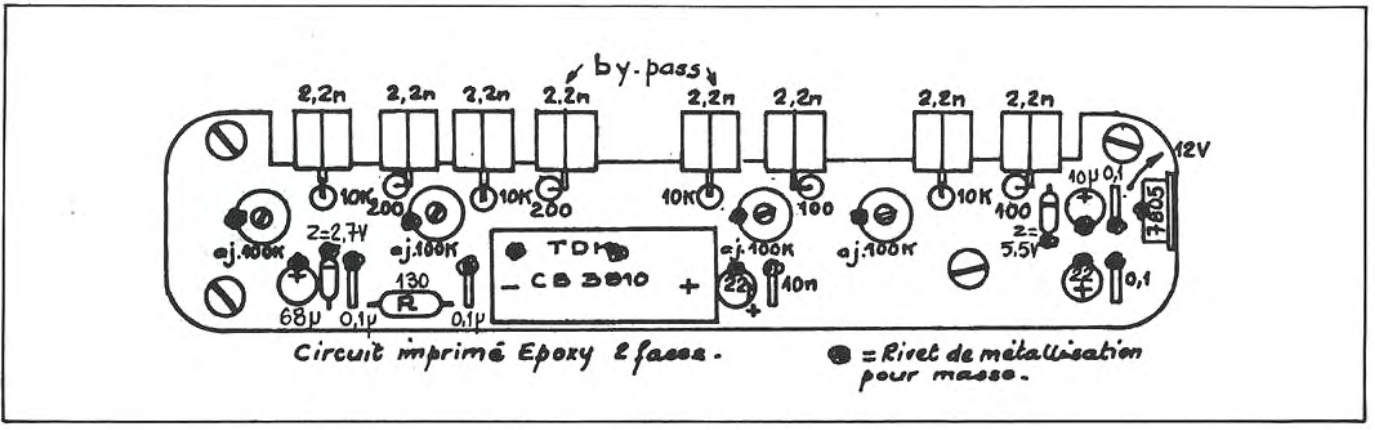 by-pass
2,2n 2,2n 2,2n 2,2n 2,2n 2,2n 2,2n 2,2n
12V
10K 200 10K 200 10K 100 10K 100 10µ 0,1
7805
aj.100K Z=2,7V aj.100K aj.100K aj.100K Z=5.5V
TDK
- CB 3810 +
68µ 0,1µ 130 R 0,1µ 22 + 10n 22 + 0,1
Circuit imprimé Epoxy 2 faces.
= Rivet de métallisation
pour masse.